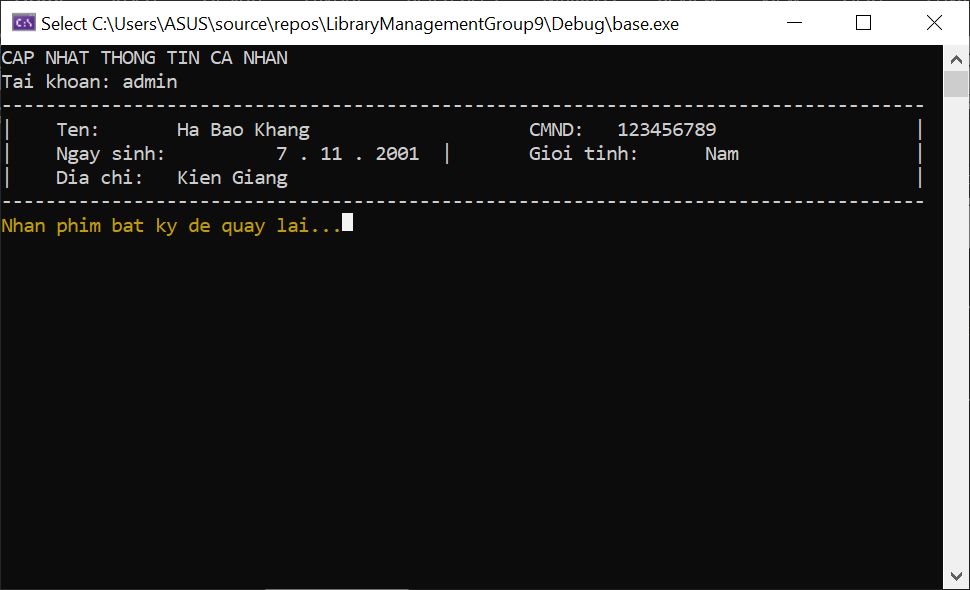 Select C:\Users\ASUS\source\repos\LibraryManagementGroup9\Debug\base.exe
CAP NHAT THONG TIN CA NHAN
Tai khoan: admin
------------------------------------------------------------------------------------
|    Ten:       Ha Bao Khang                    CMND:   123456789                  |
|    Ngay sinh:          7 . 11 . 2001  |       Gioi tinh:      Nam                |
|    Dia chi:   Kien Giang                                                         |
------------------------------------------------------------------------------------
Nhan phim bat ky de quay lai...